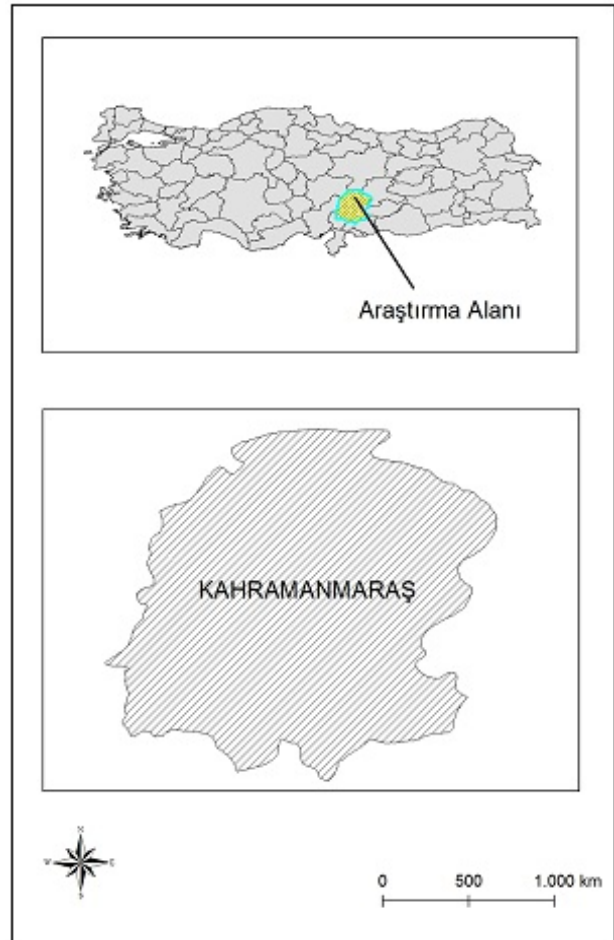 Araştırma Alanı
KAHRAMANMARAŞ
N
W E
S
0 500 1.000 km